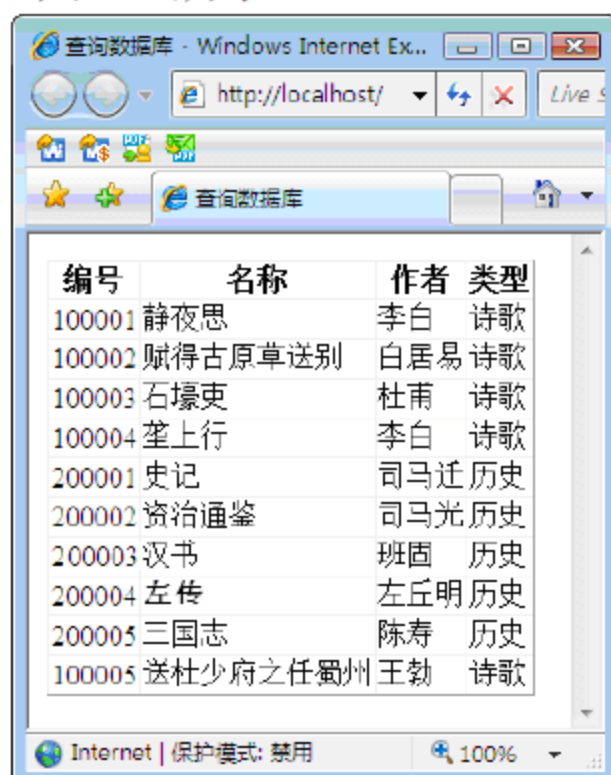 查询数据库 - Windows Internet Ex...
http://localhost/ Live S
查询数据库
编号 名称 作者 类型
100001 静夜思 李白 诗歌
100002 赋得古原草送别 白居易 诗歌
100003 石壕吏 杜甫 诗歌
100004 垄上行 李白 诗歌
200001 史记 司马迁 历史
200002 资治通鉴 司马光 历史
200003 汉书 班固 历史
200004 左传 左丘明 历史
200005 三国志 陈寿 历史
100005 送杜少府之任蜀州 王勃 诗歌
Internet | 保护模式: 禁用 100%